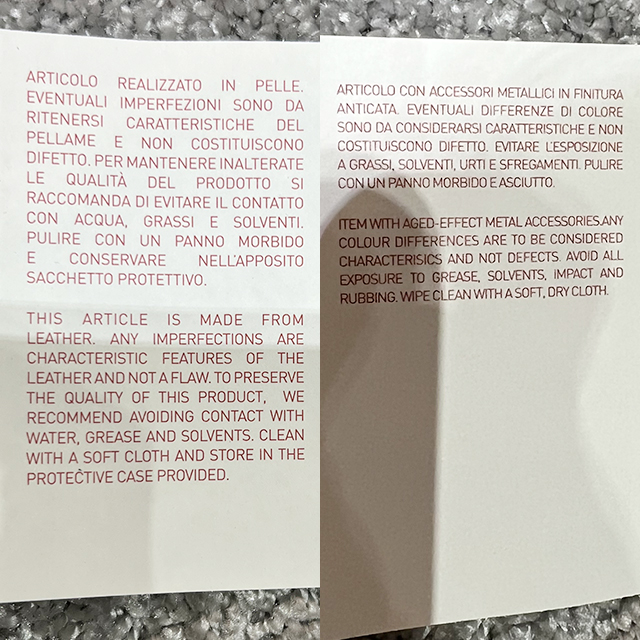 ARTICOLO REALIZZATO IN PELLE.
EVENTUALI IMPERFEZIONI SONO DA
RITENERSI CARATTERISTICHE DEL
PELLAME E NON COSTITUISCONO
DIFETTO. PER MANTENERE INALTERATE
LE QUALITÀ DEL PRODOTTO SI
RACCOMANDA DI EVITARE IL CONTATTO
CON ACQUA, GRASSI E SOLVENTI.
PULIRE CON UN PANNO MORBIDO
E CONSERVARE NELL'APPOSITO
SACCHETTO PROTETTIVO.
THIS ARTICLE IS MADE FROM
LEATHER. ANY IMPERFECTIONS ARE
CHARACTERISTIC FEATURES OF THE
LEATHER AND NOT A FLAW. TO PRESERVE
THE QUALITY OF THIS PRODUCT, WE
RECOMMEND AVOIDING CONTACT WITH
WATER, GREASE AND SOLVENTS. CLEAN
WITH A SOFT CLOTH AND STORE IN THE
PROTECTIVE CASE PROVIDED.
ARTICOLO CON ACCESSORI METALLICI IN FINITURA
ANTICATA. EVENTUALI DIFFERENZE DI COLORE
SONO DA CONSIDERARSI CARATTERISTICHE E NON
COSTITUISCONO DIFETTO. EVITARE L'ESPOSIZIONE
A GRASSI, SOLVENTI, URTI E SFREGAMENTI. PULIRE
CON UN PANNO MORBIDO E ASCIUTTO.
ITEM WITH AGED-EFFECT METAL ACCESSORIES.ANY
COLOUR DIFFERENCES ARE TO BE CONSIDERED
CHARACTERISICS AND NOT DEFECTS. AVOID ALL
EXPOSURE TO GREASE, SOLVENTS, IMPACT AND
RUBBING. WIPE CLEAN WITH A SOFT, DRY CLOTH.